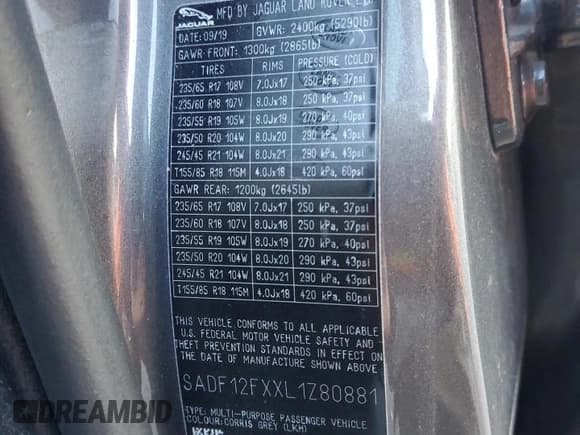 JAGUAR
MFD BY JAGUAR LAND ROVER LTD
DATE: 09/19 GVWR: 2400kg (5290lb)
GAWR FRONT: 1300kg (2865lb)
TIRES RIMS PRESSURE (COLD)
235/65 R17 108V 7.0Jx17 250 kPa, 37psi
235/60 R18 107V 8.0Jx18 250 kPa, 37psi
235/55 R19 105W 8.0Jx19 270 kPa, 40psi
235/50 R20 104W 8.0Jx20 290 kPa, 43psi
245/45 R21 104W 8.0Jx21 290 kPa, 43psi
T155/85 R18 115M 4.0Jx18 420 kPa, 60psi
GAWR REAR: 1200kg (2645lb)
235/65 R17 108V 7.0Jx17 250 kPa, 37psi
235/60 R18 107V 8.0Jx18 250 kPa, 37psi
235/55 R19 105W 8.0Jx19 270 kPa, 40psi
235/50 R20 104W 8.0Jx20 290 kPa, 43psi
245/45 R21 104W 8.0Jx21 290 kPa, 43psi
T155/85 R18 115M 4.0Jx18 420 kPa, 60psi
THIS VEHICLE CONFORMS TO ALL APPLICABLE
U.S. FEDERAL MOTOR VEHICLE SAFETY AND
THEFT PREVENTION STANDARDS IN EFFECT ON
THE DATE OF MANUFACTURE SHOWN ABOVE
SADF12FXXL1Z80881
TYPE: MULTI-PURPOSE PASSENGER VEHICLE
COLOUR: CORRIS GREY (LKH)
DREAMBID